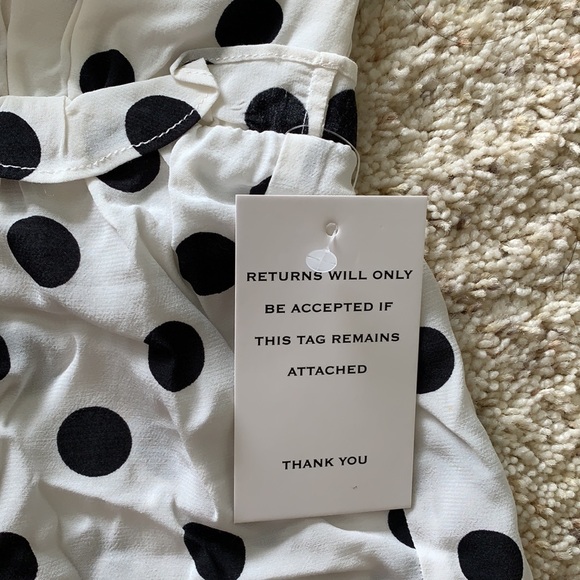 RETURNS WILL ONLY
BE ACCEPTED IF
THIS TAG REMAINS
ATTACHED
THANK YOU